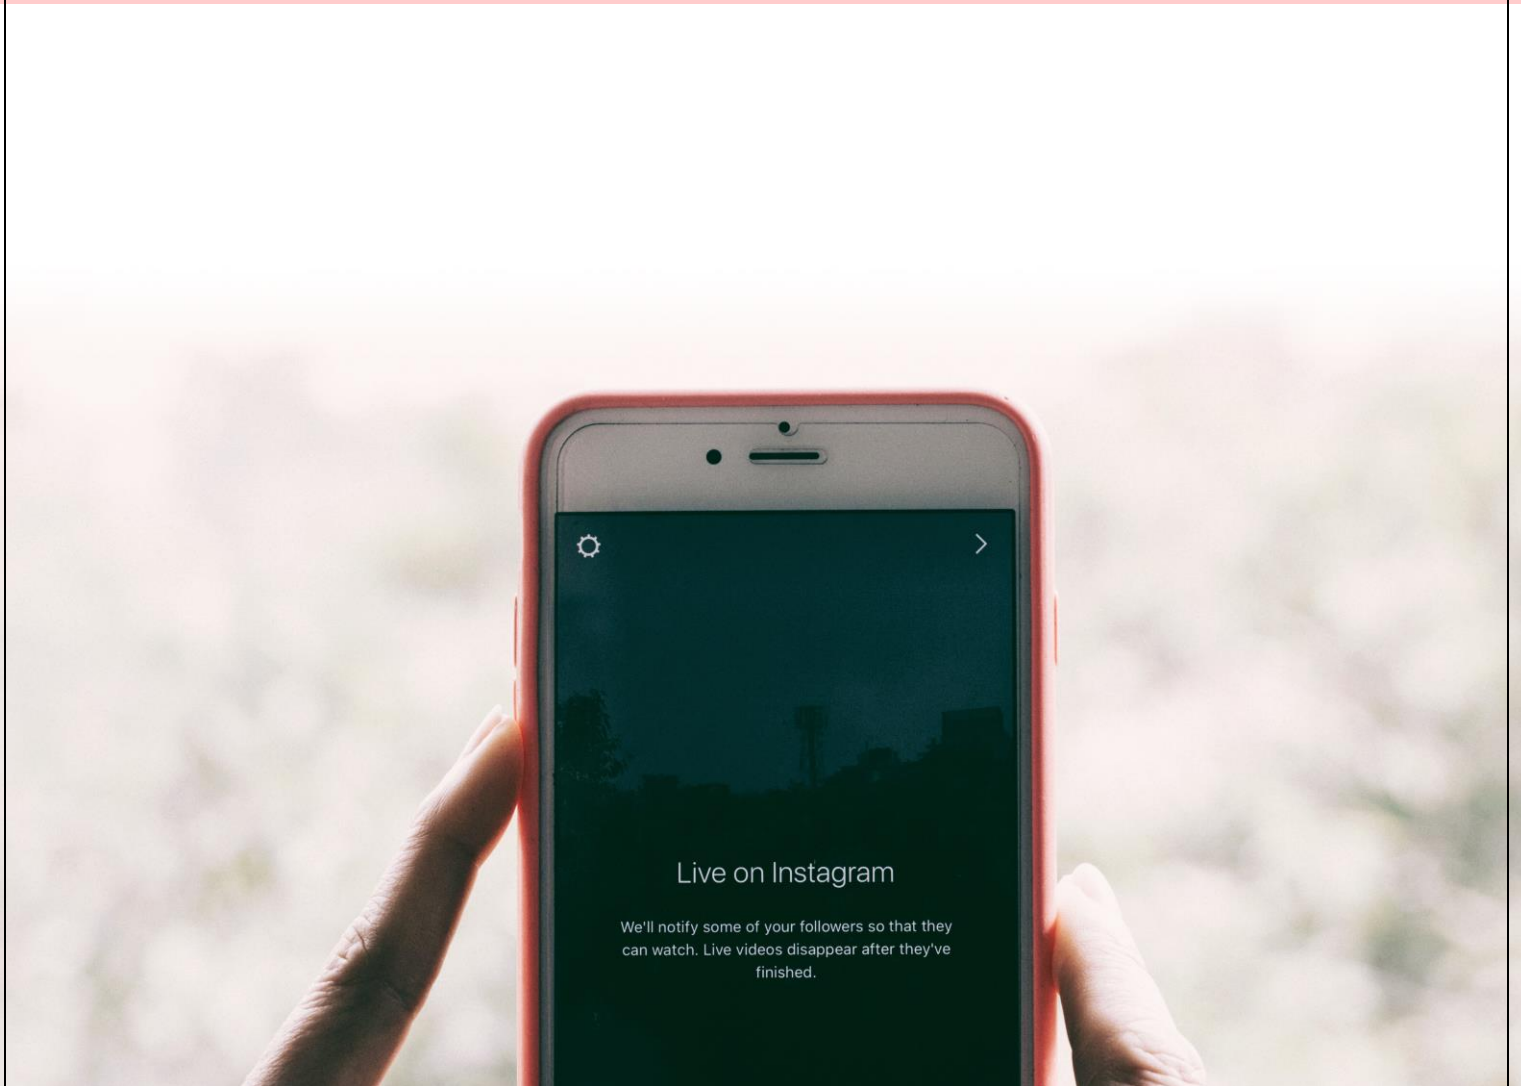 Live on Instagram
We'll notify some of your followers so that they
can watch. Live videos disappear after they've
finished.